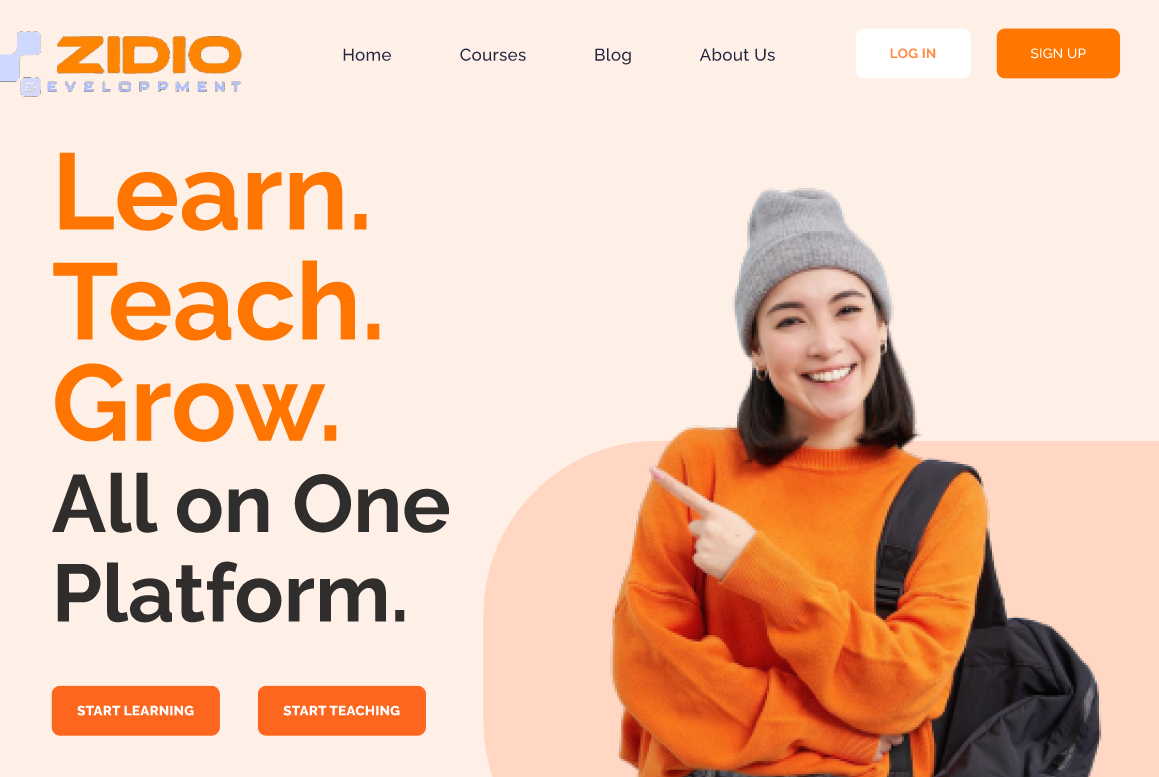 ZIDIO
DEVELOPPMENT
Home Courses Blog About Us LOG IN SIGN UP
Learn.
Teach.
Grow.
All on One
Platform.
START LEARNING START TEACHING